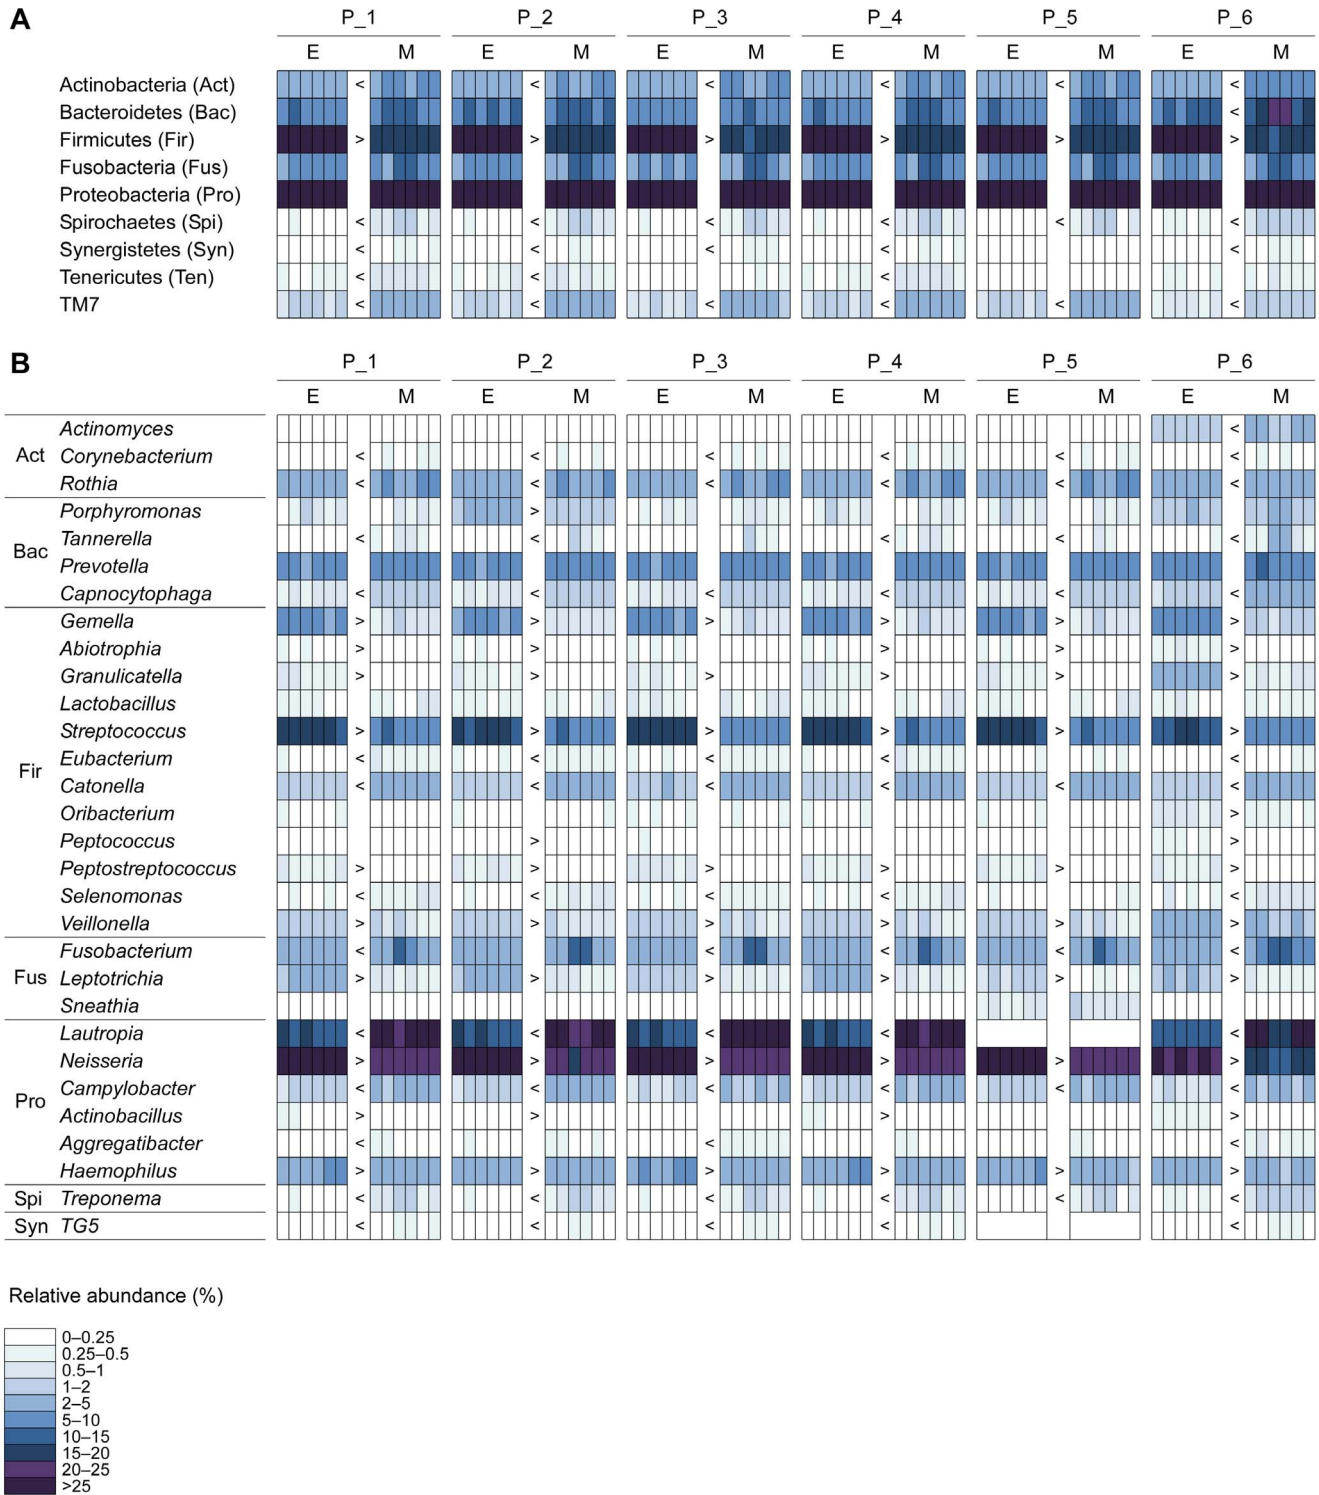 A
P_1 P_2 P_3 P_4 P_5 P_6
E M E M E M E M E M E M
Actinobacteria (Act) < < < < < <
Bacteroidetes (Bac) <
Firmicutes (Fir) > > > > > >
Fusobacteria (Fus)
Proteobacteria (Pro)
Spirochaetes (Spi) < < < < < <
Synergistetes (Syn) < < < < <
Tenericutes (Ten) < < <
TM7 < < < < < <
B
P_1 P_2 P_3 P_4 P_5 P_6
E M E M E M E M E M E M
Actinomyces <
Act Corynebacterium < < < < < <
Rothia < < < < < <
Porphyromonas >
Bac Tannerella < < < <
Prevotella
Capnocytophaga < < < < < <
Gemella > > > > > >
Abiotrophia > > > > >
Granulicatella > > > > > >
Lactobacillus
Streptococcus > > > > > >
Fir Eubacterium < < < < < <
Catonella < < < < < <
Oribacterium >
Peptococcus > >
Peptostreptococcus > > > > > >
Selenomonas < < < < <
Veillonella > > > > > >
Fusobacterium < < < < <
Fus Leptotrichia > > > > > >
Sneathia
Lautropia < < < < <
Neisseria > > > > > >
Pro Campylobacter < < < < < <
Actinobacillus > > > >
Aggregatibacter < < < <
Haemophilus > > > > > >
Spi Treponema < < < < < <
Syn TG5 < < < < <
Relative abundance (%)
0–0.25
0.25–0.5
0.5–1
1–2
2–5
5–10
10–15
15–20
20–25
>25